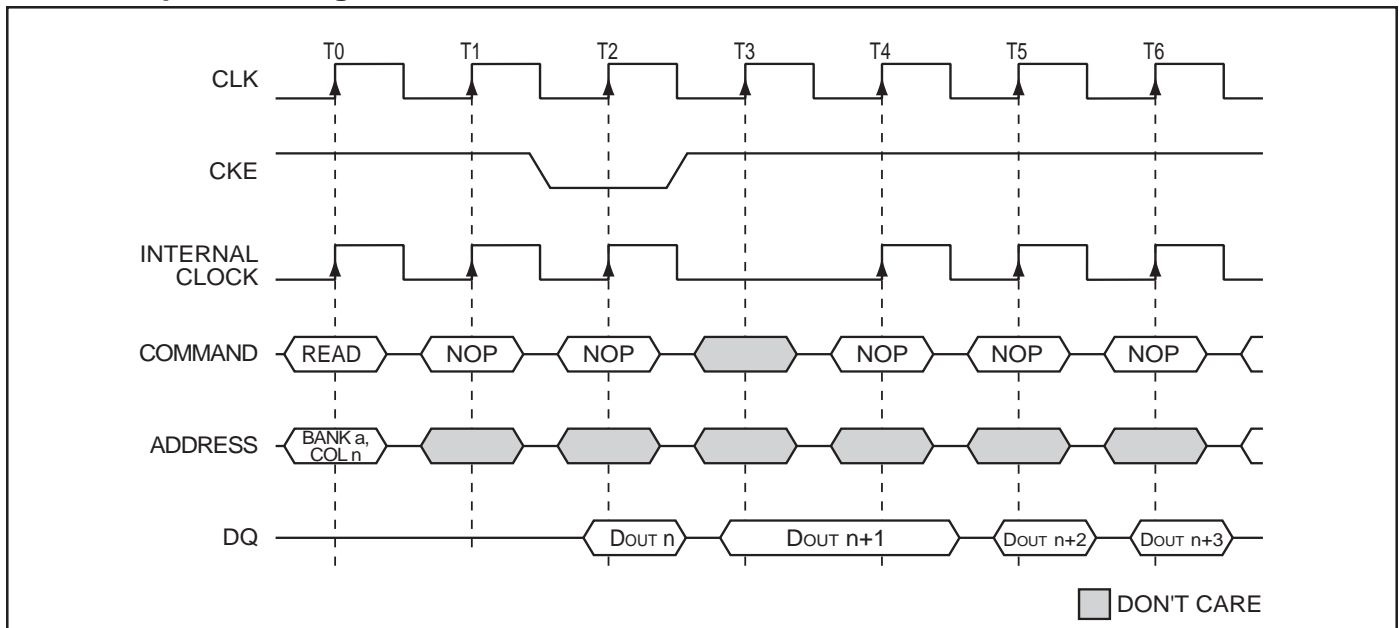 T0 T1 T2 T3 T4 T5 T6
CLK
CKE
INTERNAL
CLOCK
COMMAND READ NOP NOP NOP NOP NOP
ADDRESS BANK a,
COL n
DQ DOUT n DOUT n+1 DOUT n+2 DOUT n+3
DON'T CARE